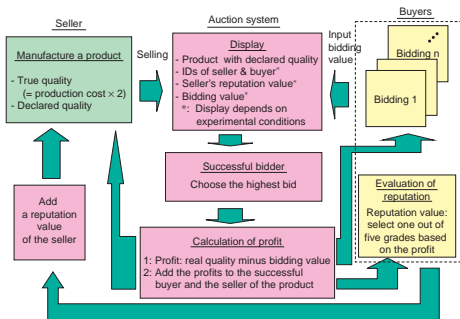 Seller
Auction system
Buyers
Manufacture a product
- True quality
(= production cost × 2)
- Declared quality
Selling
Display
- Product with declared quality
- IDs of seller & buyer*
- Seller's reputation value*
- Bidding value*
*: Display depends on
experimental conditions
Input
bidding
value
Bidding n
Bidding 1
Successful bidder
Choose the highest bid
Add
a reputation
value
of the seller
Calculation of profit
1: Profit: real quality minus bidding value
2: Add the profits to the successful
buyer and the seller of the product
Evaluation of
reputation
Reputation value:
select one out of
five grades based
on the profit